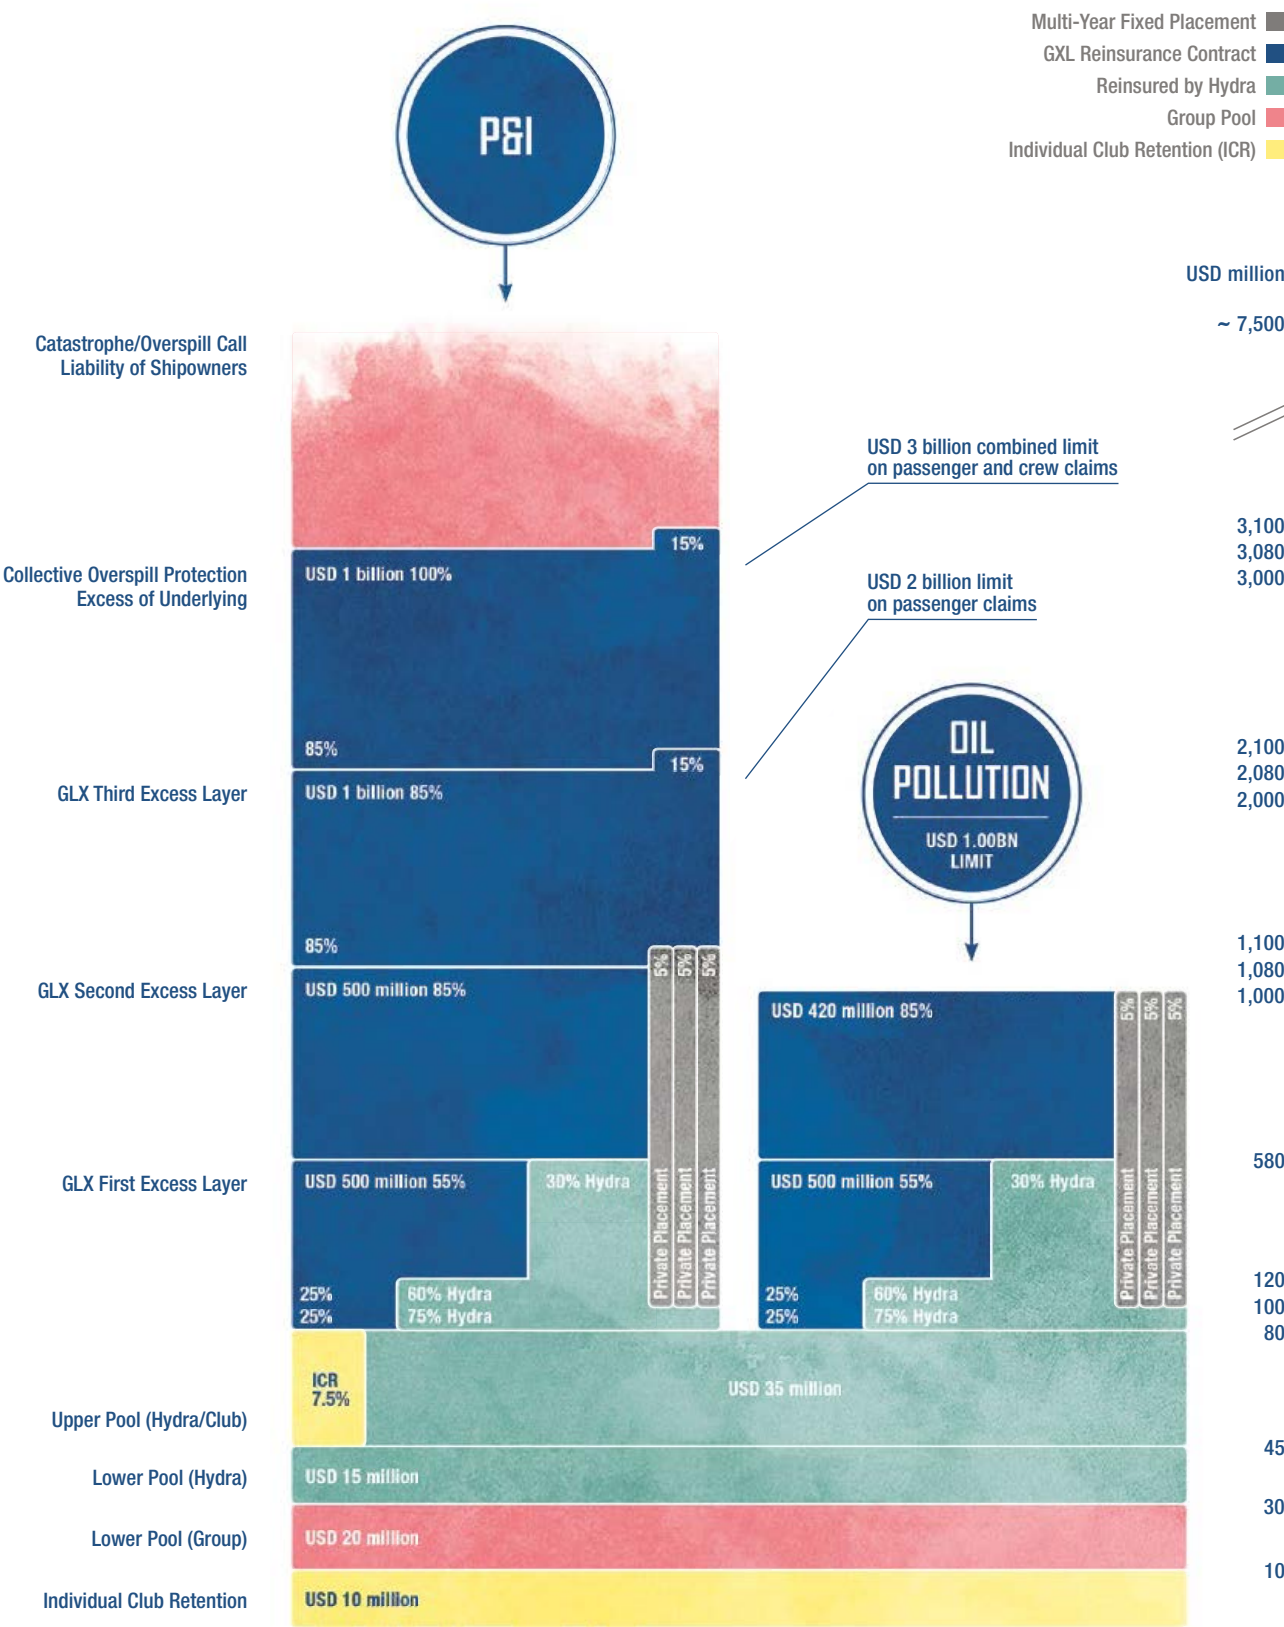 Multi-Year Fixed Placement
GXL Reinsurance Contract
Reinsured by Hydra
Group Pool
Individual Club Retention (ICR)
P&I
USD million
~ 7,500
Catastrophe/Overspill Call
Liability of Shipowners
USD 3 billion combined limit
on passenger and crew claims
3,100
3,080
3,000
15%
Collective Overspill Protection
Excess of Underlying
USD 1 billion 100%
85%
USD 2 billion limit
on passenger claims
OIL
POLLUTION
USD 1.00BN
LIMIT
2,100
2,080
2,000
15%
GLX Third Excess Layer
USD 1 billion 85%
85%
1,100
1,080
1,000
GLX Second Excess Layer
USD 500 million 85%
5%
5%
5%
USD 420 million 85%
5%
5%
5%
580
GLX First Excess Layer
USD 500 million 55%
30% Hydra
Private Placement
Private Placement
Private Placement
USD 500 million 55%
30% Hydra
Private Placement
Private Placement
Private Placement
25%
25%
60% Hydra
75% Hydra
25%
25%
60% Hydra
75% Hydra
120
100
80
ICR
7.5%
USD 35 million
Upper Pool (Hydra/Club)
45
Lower Pool (Hydra)
USD 15 million
30
Lower Pool (Group)
USD 20 million
10
Individual Club Retention
USD 10 million